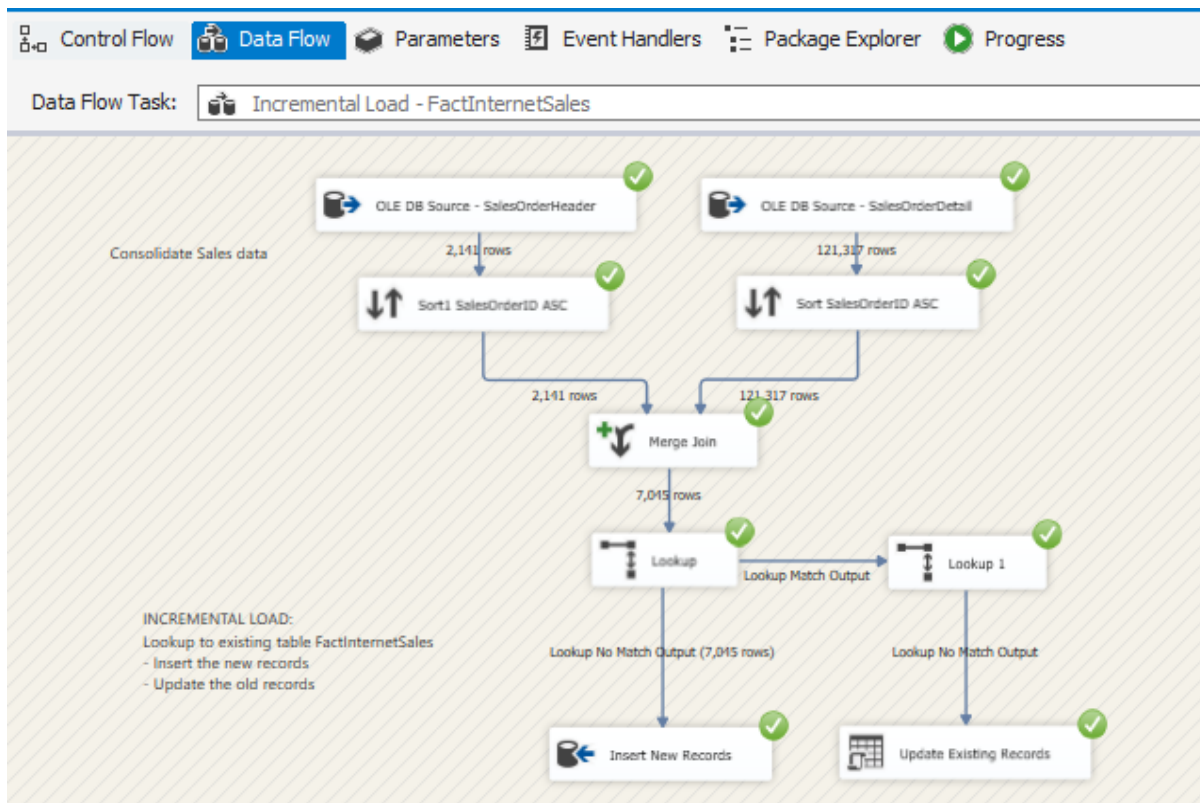 Control Flow
Data Flow
Parameters
Event Handlers
Package Explorer
Progress
Data Flow Task:
Incremental Load - FactInternetSales
OLE DB Source - SalesOrderHeader
OLE DB Source - SalesOrderDetail
Consolidate Sales data
2,141 rows
121,317 rows
Sort1 SalesOrderID ASC
Sort SalesOrderID ASC
2,141 rows
121,317 rows
Merge Join
7,045 rows
Lookup
Lookup Match Output
Lookup 1
INCREMENTAL LOAD:
Lookup to existing table FactInternetSales
- Insert the new records
- Update the old records
Lookup No Match Output (7,045 rows)
Lookup No Match Output
Insert New Records
Update Existing Records